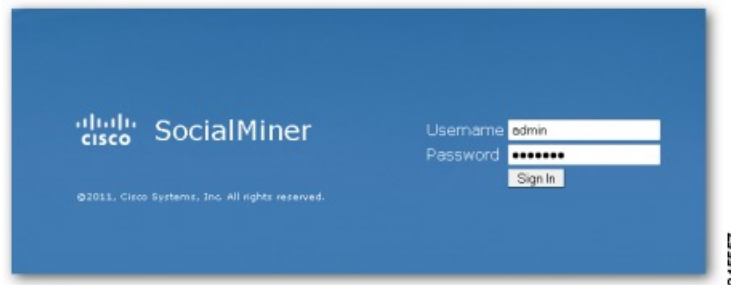 CISCO
SocialMiner
Username admin
Password •••••••
Sign In
©2011, Cisco Systems, Inc. All rights reserved.